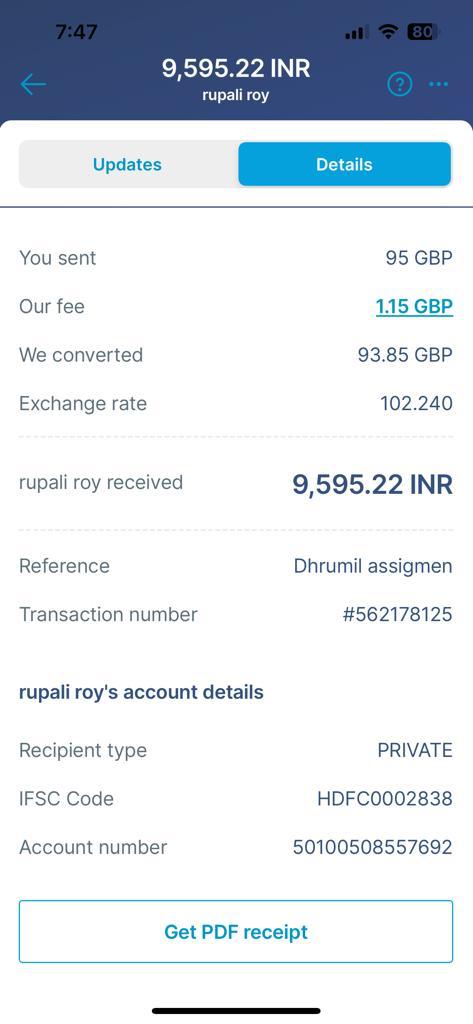 7:47
80
9,595.22 INR
rupali roy
?
Updates Details
You sent 95 GBP
Our fee 1.15 GBP
We converted 93.85 GBP
Exchange rate 102.240
rupali roy received 9,595.22 INR
Reference Dhrumil assigmen
Transaction number #562178125
rupali roy's account details
Recipient type PRIVATE
IFSC Code HDFC0002838
Account number 50100508557692
Get PDF receipt